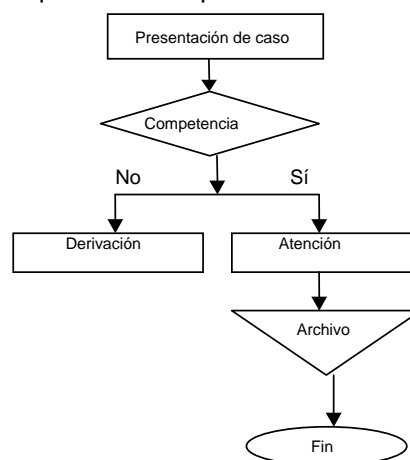 Presentación de caso
Competencia
No
Sí
Derivación
Atención
Archivo
Fin